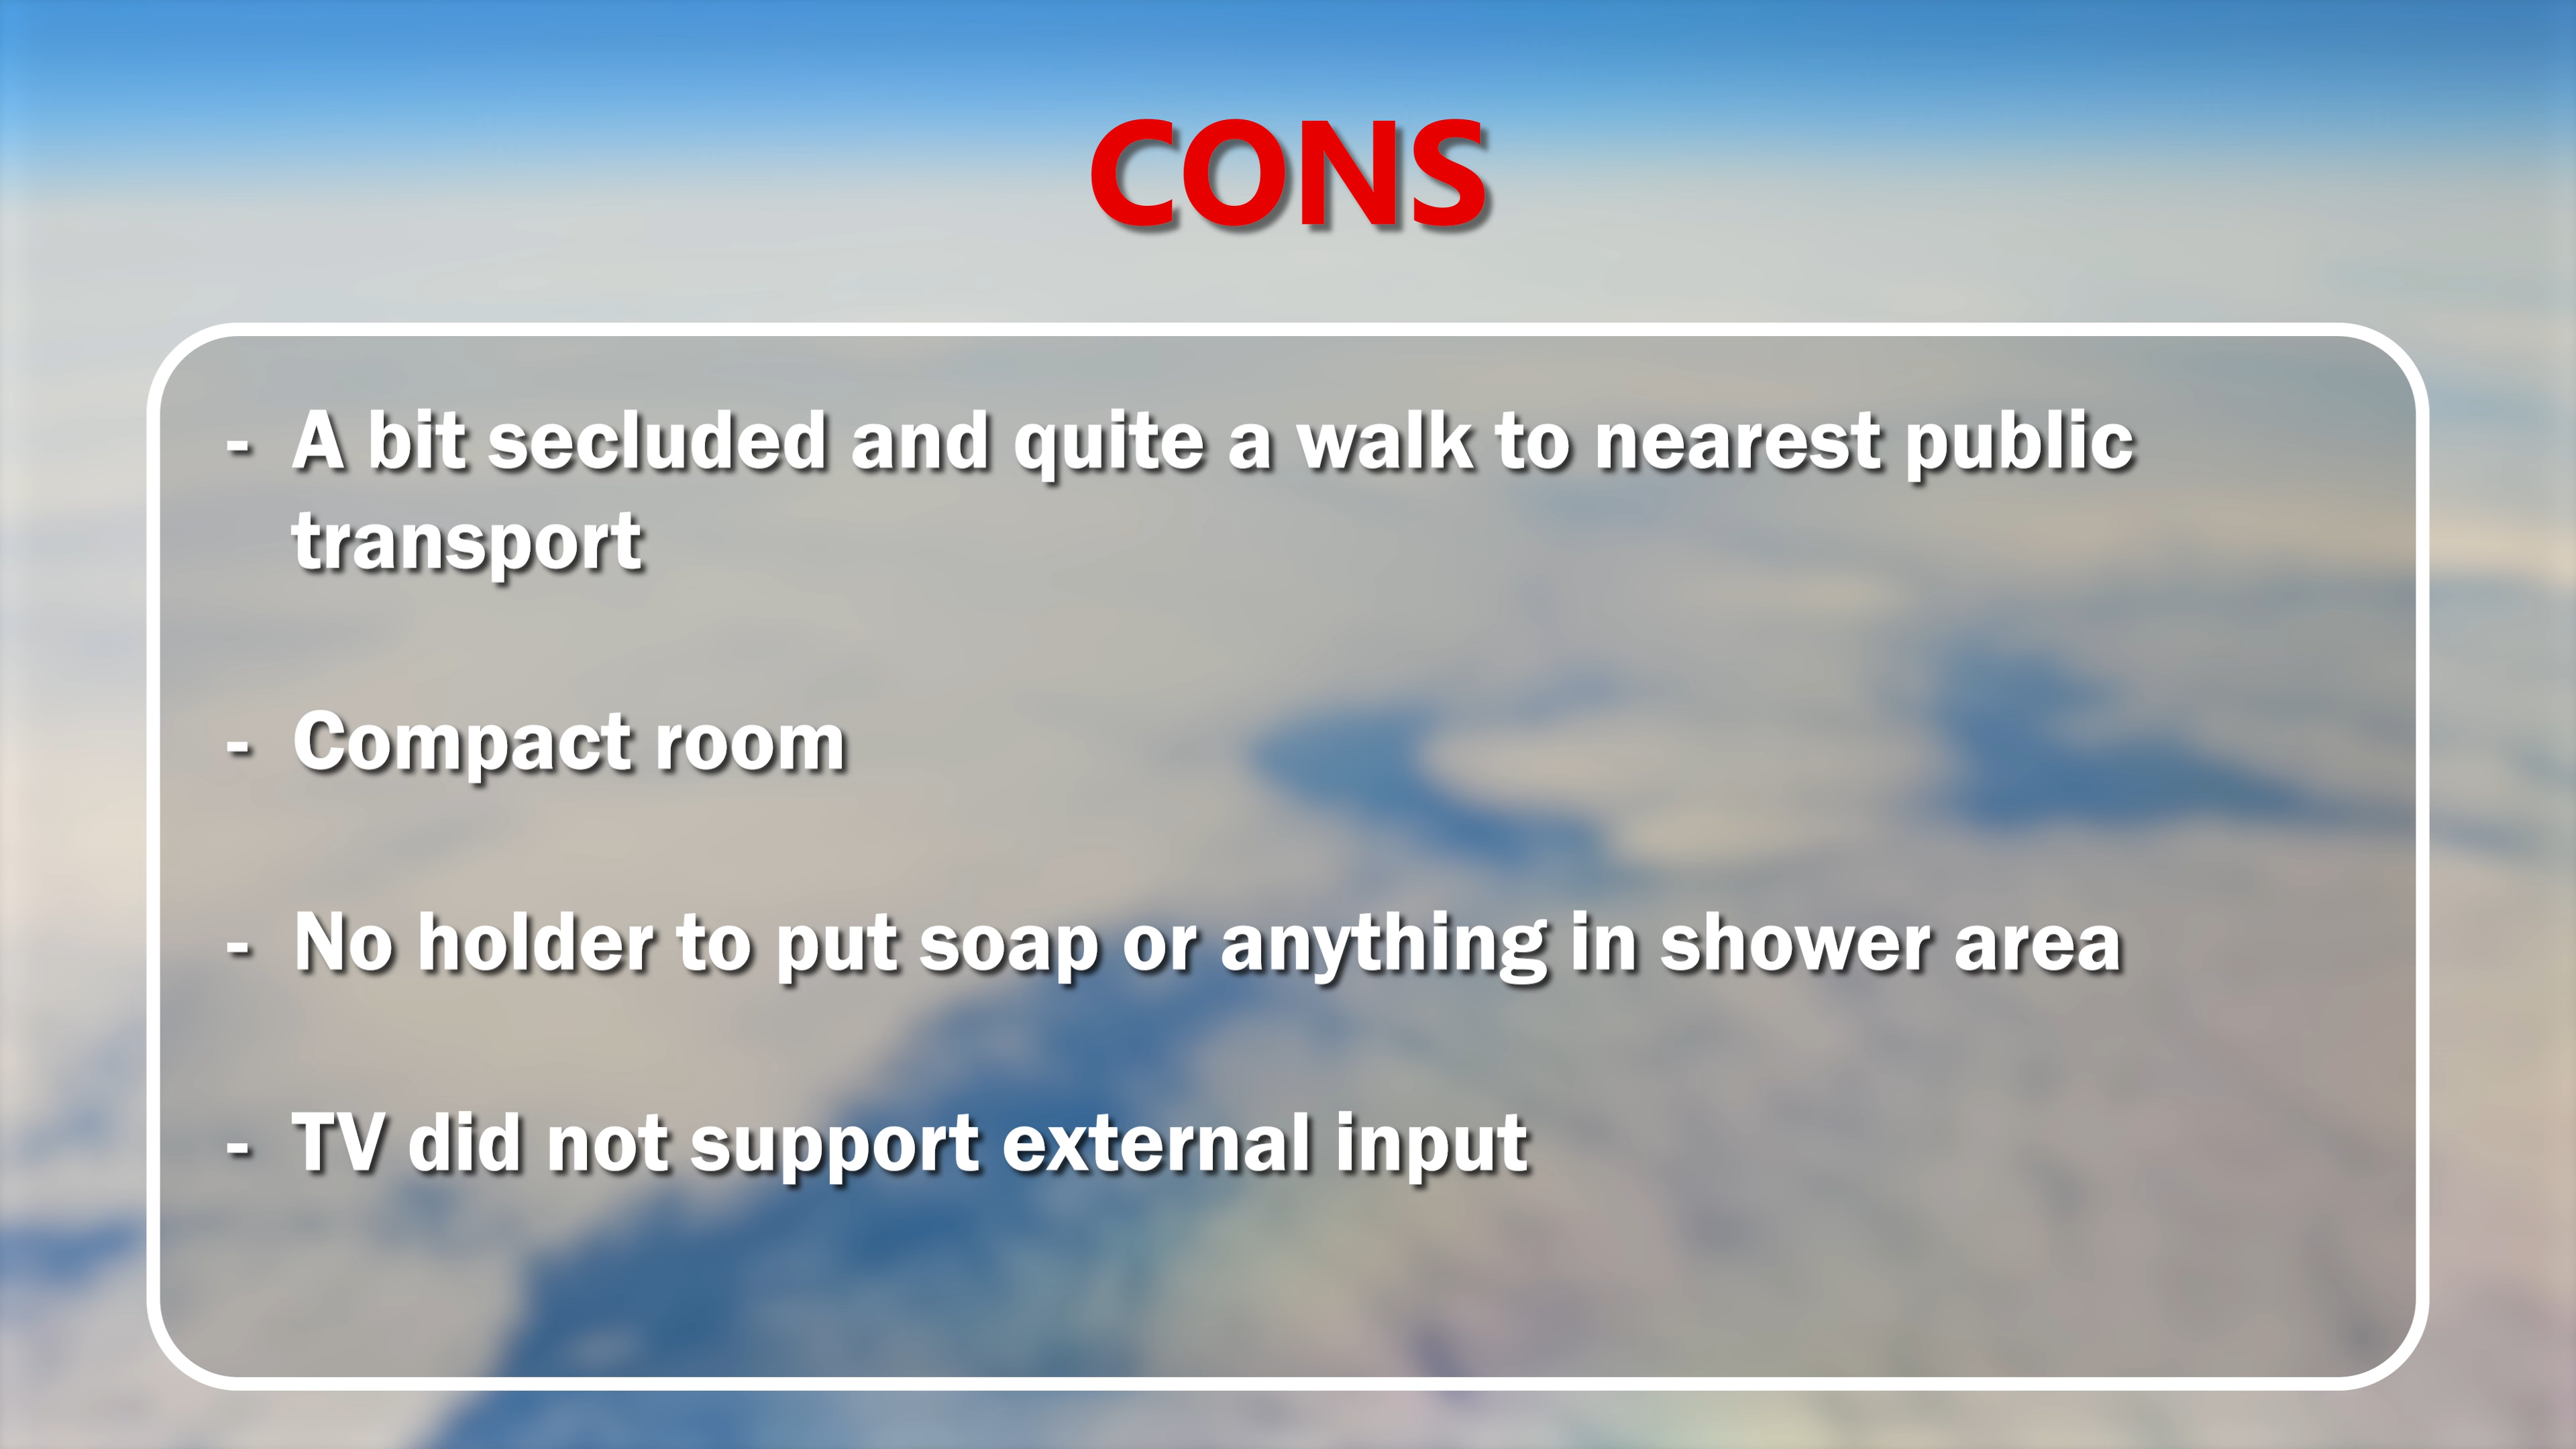 CONS
- A bit secluded and quite a walk to nearest public
transport
- Compact room
- No holder to put soap or anything in shower area
- TV did not support external input